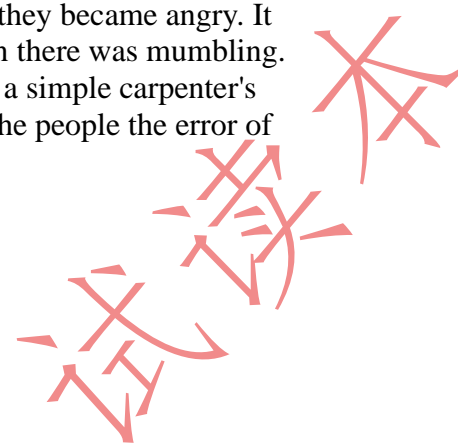 they became angry. It
n there was mumbling.
a simple carpenter's
he people the error of
试读本